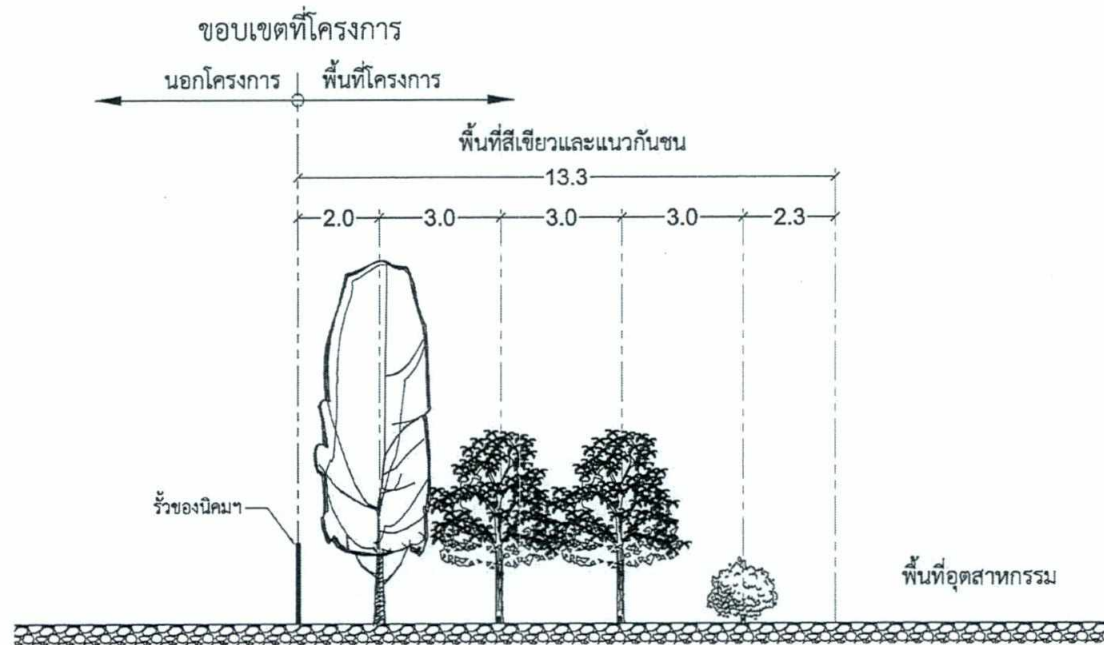 ขอบเขตที่โครงการ
นอกโครงการ พื้นที่โครงการ
พื้นที่สีเขียวและแนวกันชน
13.3
2.0 3.0 3.0 3.0 2.3
รั้วของนิคมฯ
พื้นที่อุตสาหกรรม